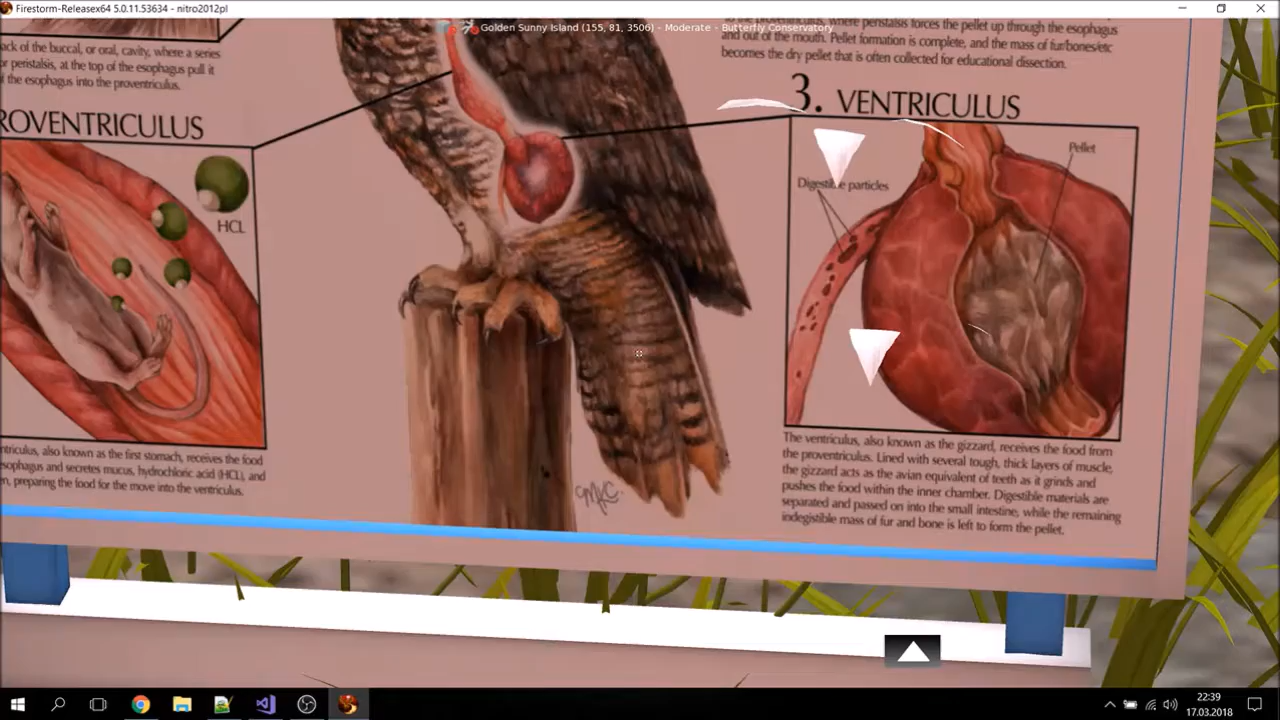 Firestorm-Releasex64 5.0.11.53634 - nitro2012pl
Golden Sunny Island (155, 81, 3506) - Moderate - Butterfly Conservatory
where peristalsis forces the pellet up through the esophagus
and out of the mouth. Pellet formation is complete, and the mass of fur/bones/etc
becomes the dry pellet that is often collected for educational dissection.
ack of the buccal, or oral, cavity, where a series
or peristalsis, at the top of the esophagus pull it
f the esophagus into the proventriculus.
ROVENTRICULUS
HCL
ntriculus, also known as the first stomach, receives the food
esophagus and secretes mucus, hydrochloric acid (HCL), and
n, preparing the food for the move into the ventriculus.
3. VENTRICULUS
Pellet
Digestible particles
The ventriculus, also known as the gizzard, receives the food from
the proventriculus. Lined with several tough, thick layers of muscle,
the gizzard acts as the avian equivalent of teeth as it grinds and
pushes the food within the inner chamber. Digestible materials are
separated and passed on into the small intestine, while the remaining
indegistible mass of fur and bone is left to form the pellet.
GMKC
22:39
17.03.2018